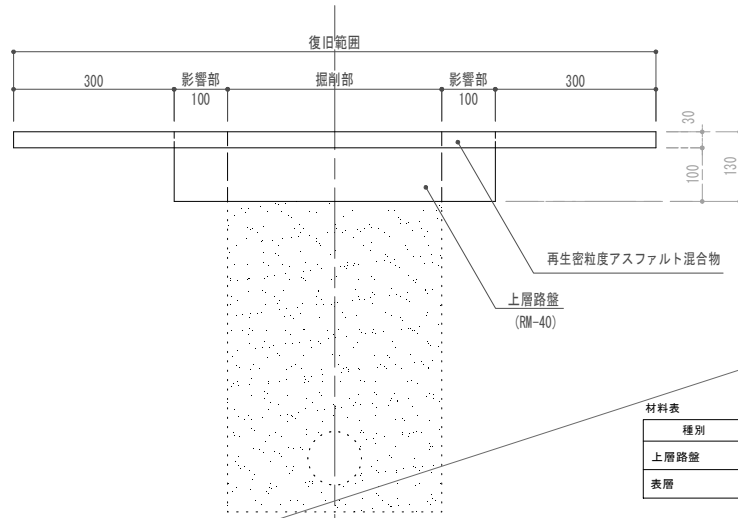 復旧範囲
300 影響部 掘削部 影響部 300
100 100
30
100
130
再生密粒度アスファルト混合物
上層路盤
(RM-40)
材料表
種別
上層路盤
表層